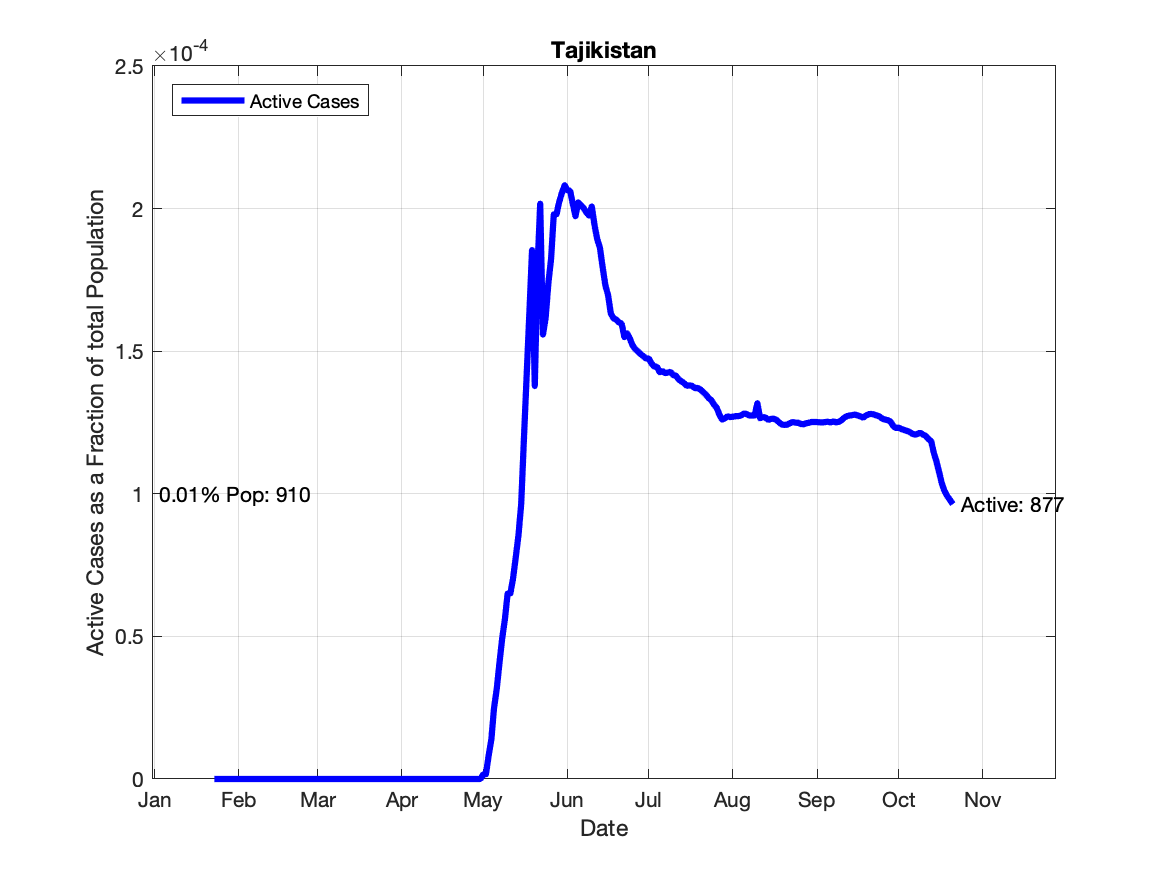 Tajikistan
×10-4
2.5
2
1.5
1
0.5
0
Active Cases
0.01% Pop: 910
Active: 877
Active Cases as a Fraction of total Population
Jan Feb Mar Apr May Jun Jul Aug Sep Oct Nov
Date